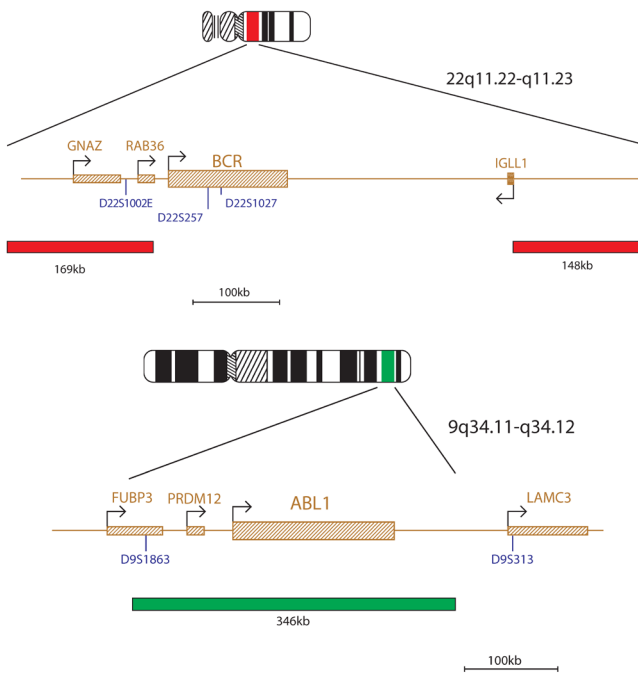 22q11.22-q11.23
GNAZ RAB36 BCR IGLL1
D22S1002E
D22S257 D22S1027
169kb 148kb
100kb
9q34.11-q34.12
FUBP3 PRDM12 ABL1 LAMC3
D9S1863 D9S313
346kb
100kb